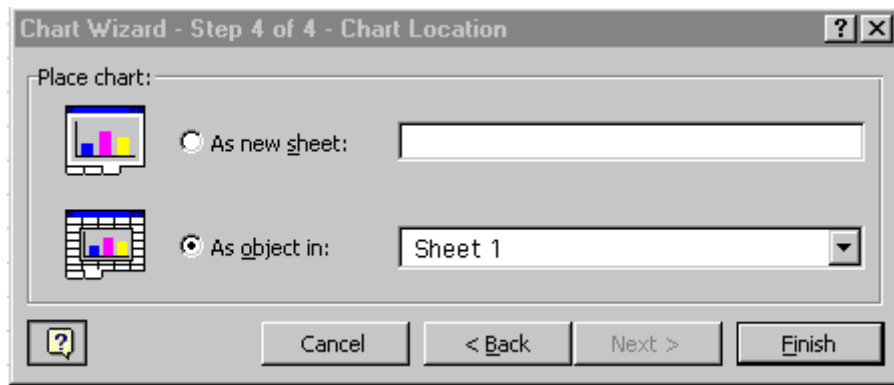 Chart Wizard - Step 4 of 4 - Chart Location
Place chart:
As new sheet:
As object in: Sheet 1
Cancel < Back Next > Finish